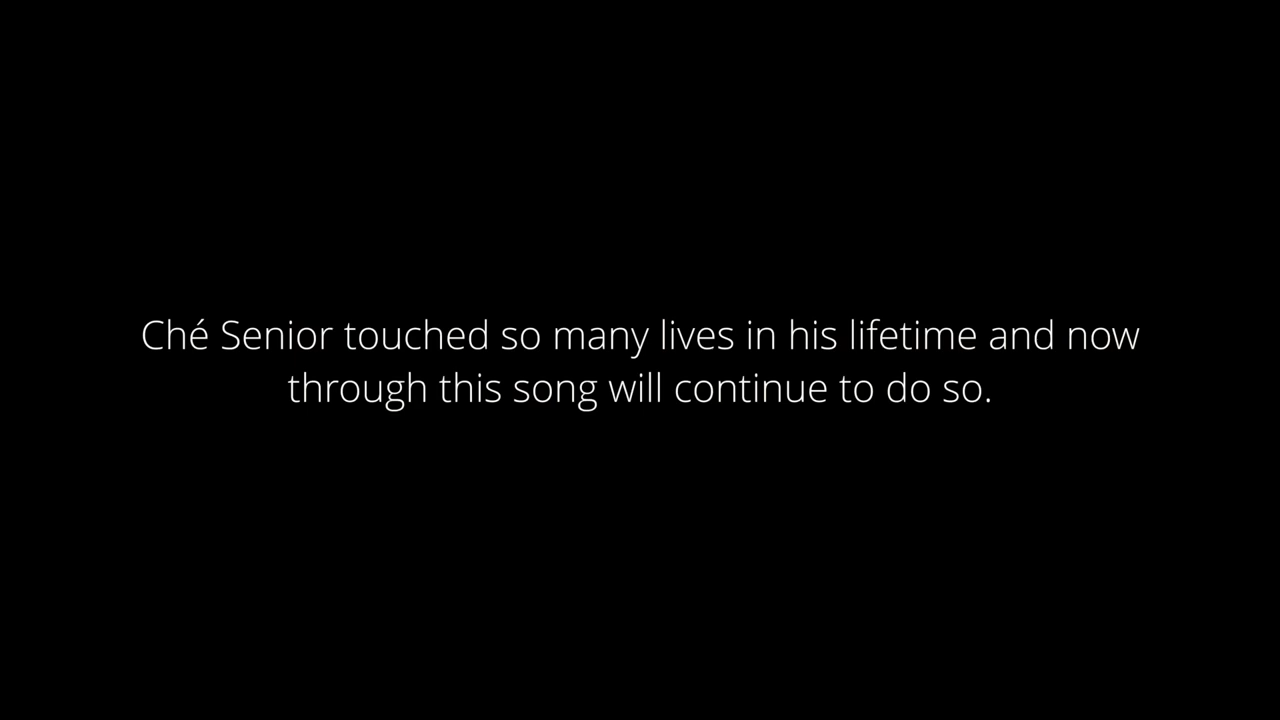 Ché Senior touched so many lives in his lifetime and now
through this song will continue to do so.